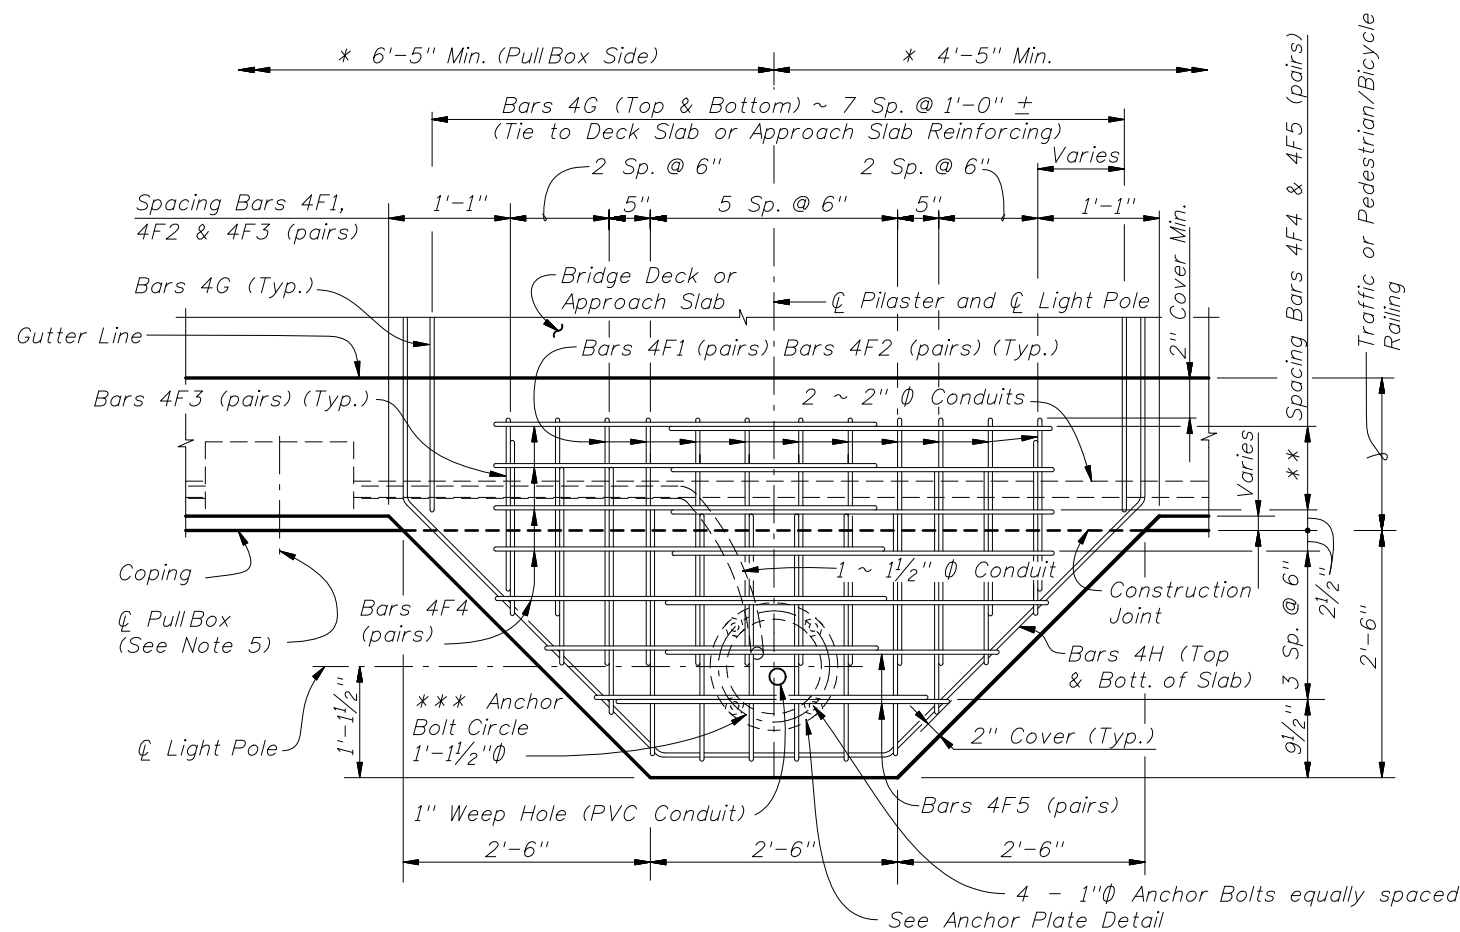 * 6'-5" Min. (Pull Box Side)
* 4'-5" Min.
Bars 4G (Top & Bottom) ~ 7 Sp. @ 1'-0" ±
(Tie to Deck Slab or Approach Slab Reinforcing)
Varies
2 Sp. @ 6"
2 Sp. @ 6"
Spacing Bars 4F1,
4F2 & 4F3 (pairs)
1'-1"
5"
5 Sp. @ 6"
5"
1'-1"
Bars 4G (Typ.)
Bridge Deck or
Approach Slab
℄ Pilaster and ℄ Light Pole
2" Cover Min.
** Spacing Bars 4F4 & 4F5 (pairs)
Traffic or Pedestrian/Bicycle
Railing
Gutter Line
Bars 4F1 (pairs) Bars 4F2 (pairs) (Typ.)
Bars 4F3 (pairs) (Typ.)
2 ~ 2" ϕ Conduits
Varies
Coping
1 ~ 1½" ϕ Conduit
Construction
Joint
2½"
3 Sp. @ 6"
9½"
2'-6"
℄ Pull Box
(See Note 5)
Bars 4F4
(pairs)
Bars 4H (Top
& Bott. of Slab)
*** Anchor
Bolt Circle
1'-1½"ϕ
1'-1½"
℄ Light Pole
2" Cover (Typ.)
1" Weep Hole (PVC Conduit)
Bars 4F5 (pairs)
2'-6"
2'-6"
2'-6"
4 - 1"ϕ Anchor Bolts equally spaced
See Anchor Plate Detail